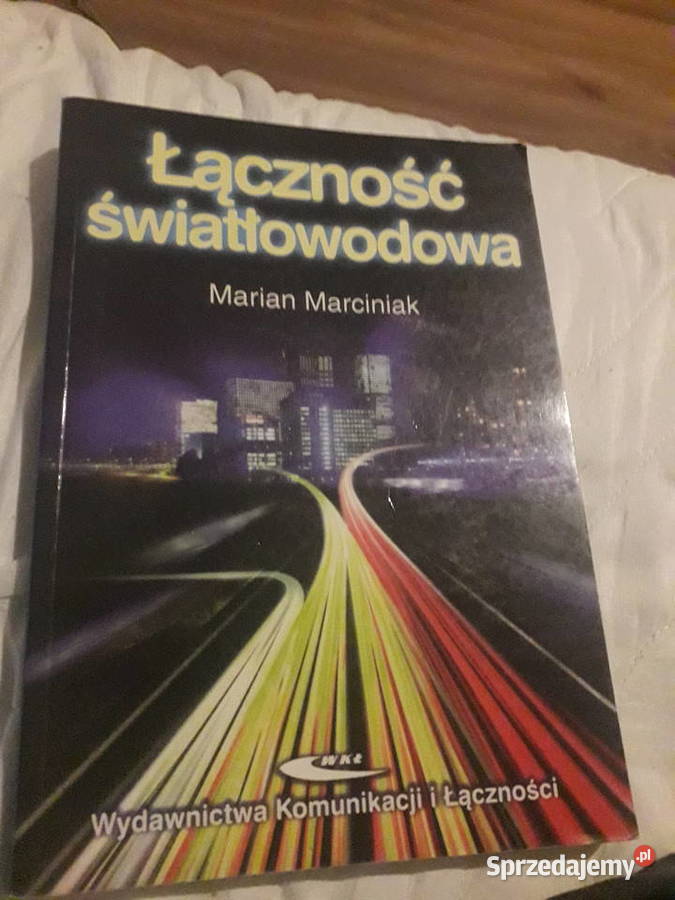 Łączność
światłowodowa
Marian Marciniak
WKŁ
Wydawnictwa Komunikacji i Łączności
Sprzedajemy.pl